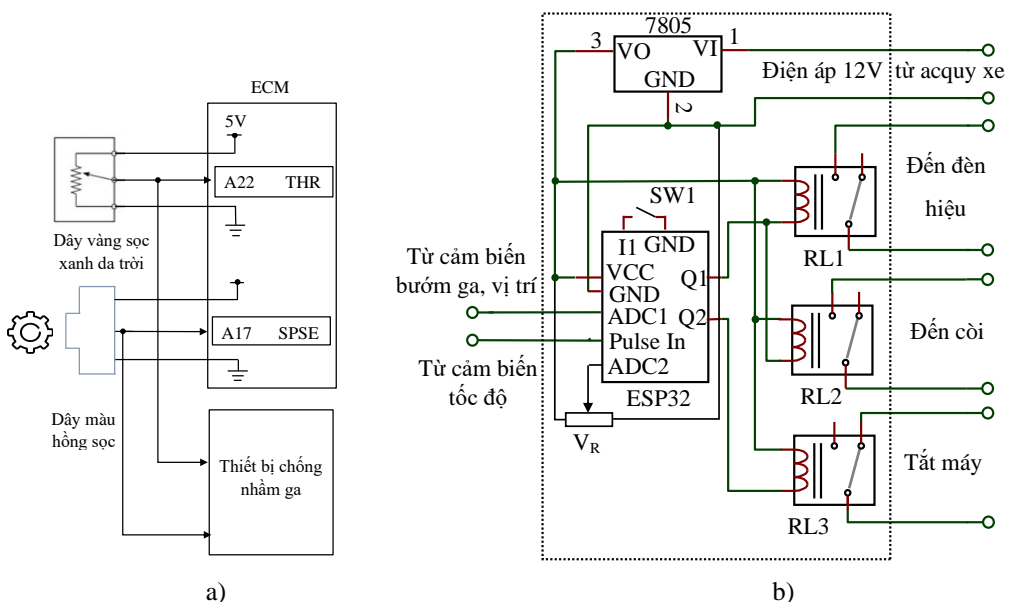 ECM
5V
A22 THR
Dây vàng sọc
xanh da trời
A17 SPSE
Dây màu
hồng sọc
Thiết bị chống
nhầm ga
a)
7805
3 VO VI 1
GND
2
Điện áp 12V từ acquy xe
SW1
I1 GND
VCC Q1
GND
ADC1 Q2
Pulse In
ADC2
ESP32
VR
Từ cảm biến
bướm ga, vị trí
Từ cảm biến
tốc độ
RL1
Đến đèn
hiệu
RL2
Đến còi
RL3
Tắt máy
b)